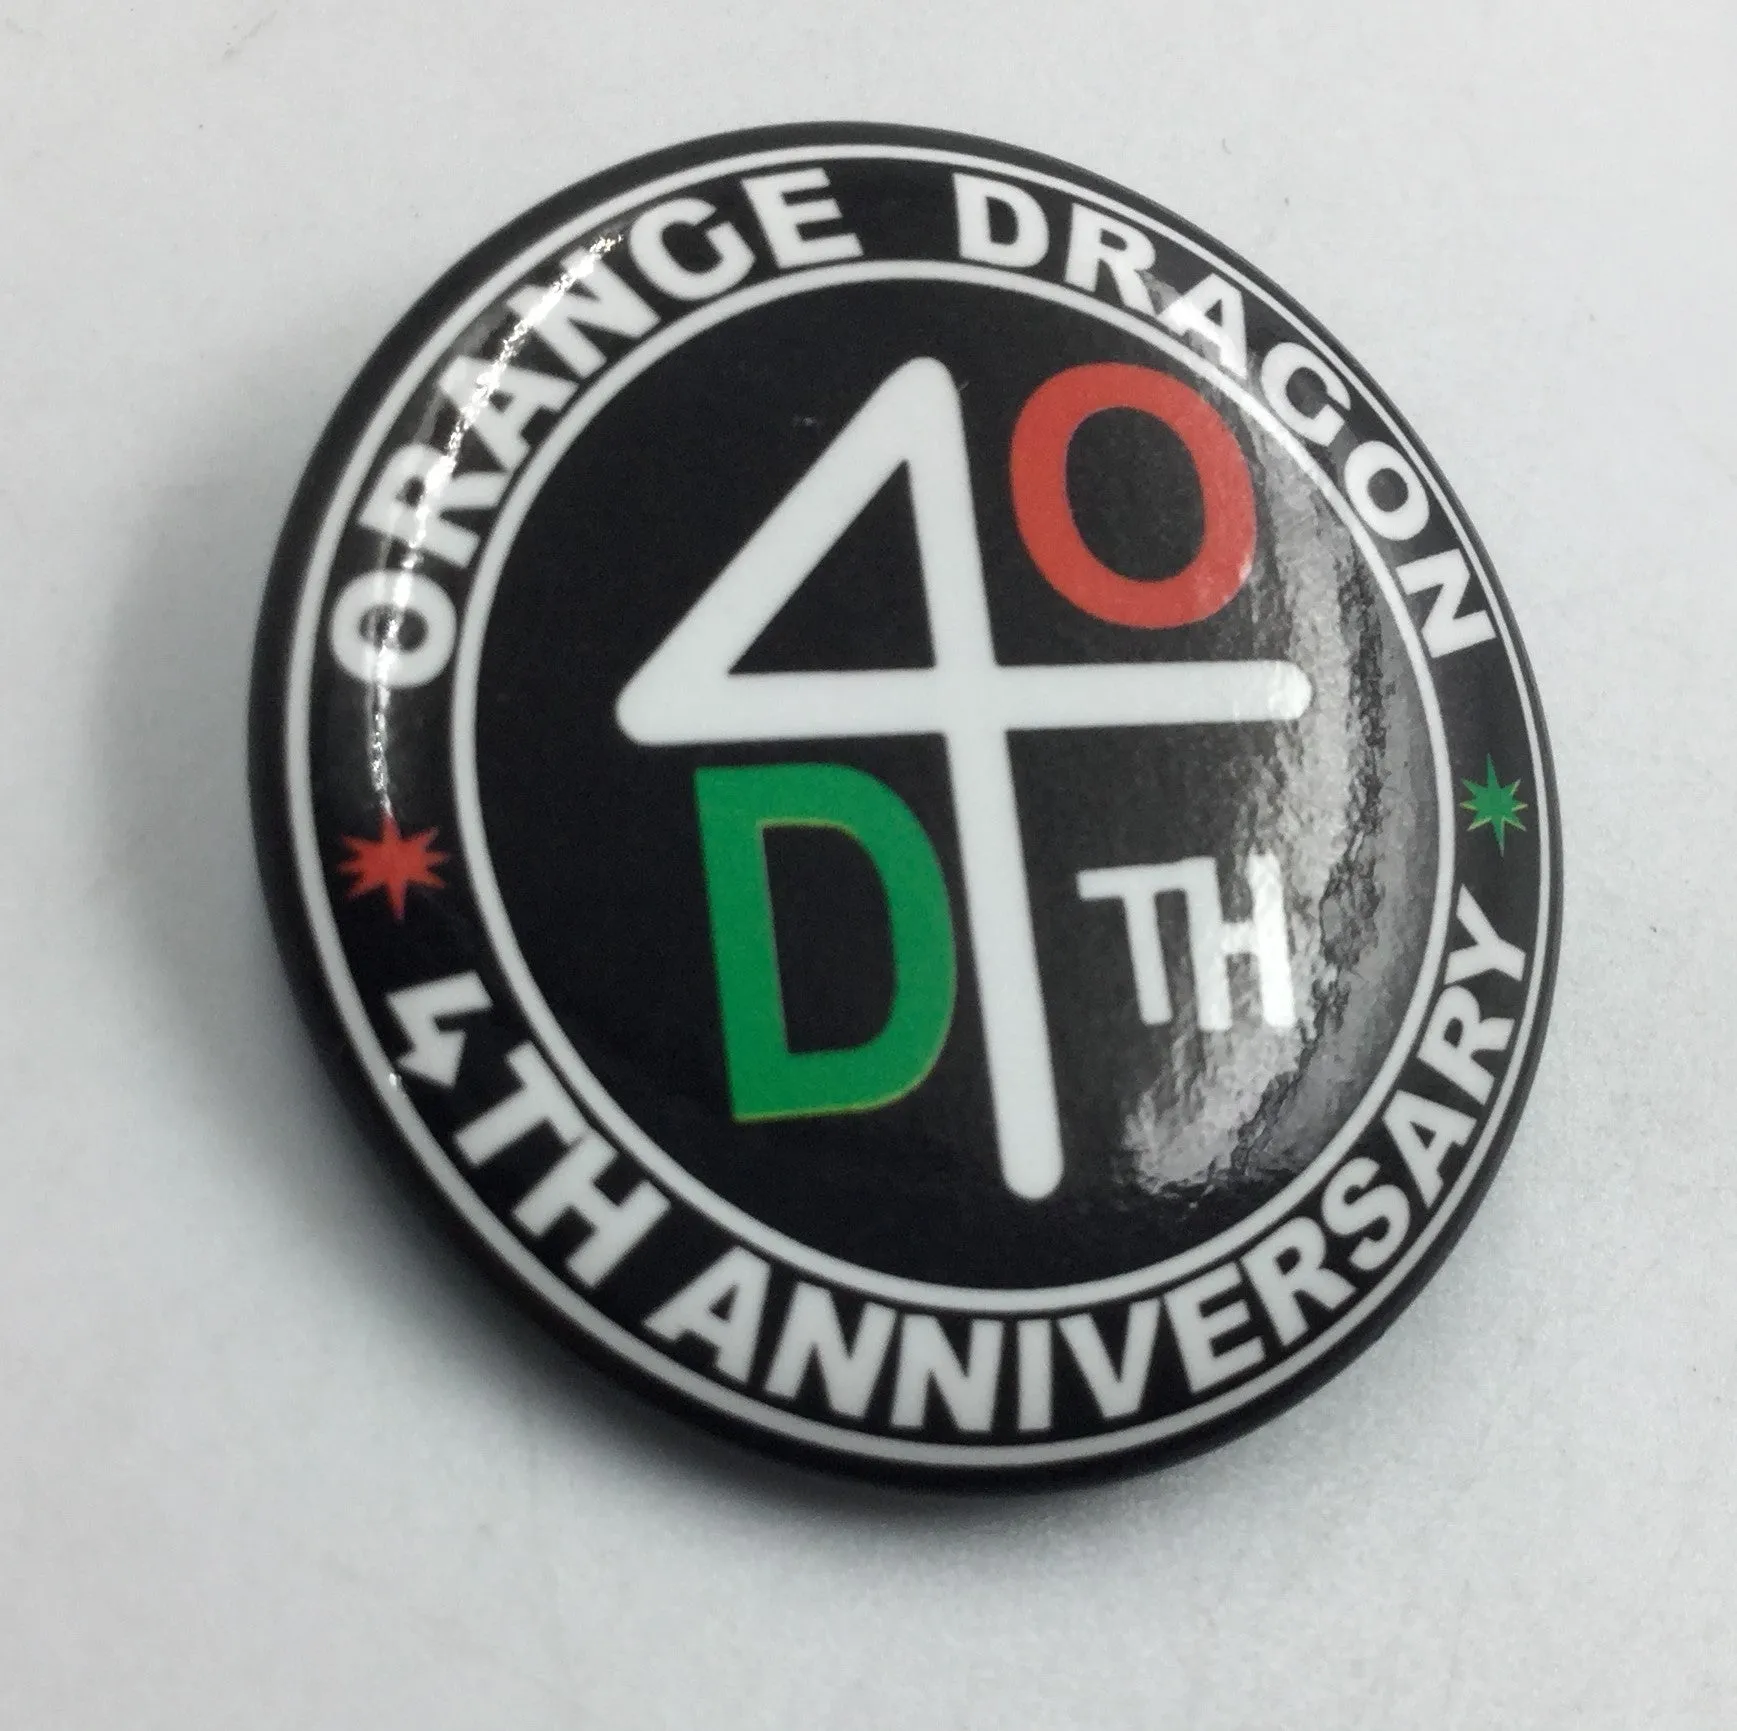 ORANGE DRAGON
4 O
D TH
4TH ANNIVERSARY